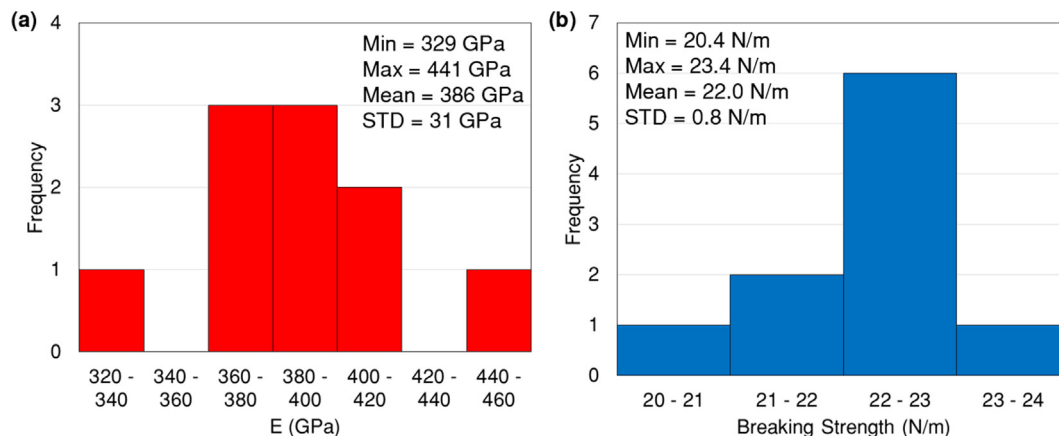 (a)
4
3
2
1
0
Frequency
Min = 329 GPa
Max = 441 GPa
Mean = 386 GPa
STD = 31 GPa
320 -
340
340 -
360
360 -
380
380 -
400
400 -
420
420 -
440
440 -
460
E (GPa)
(b)
7
6
5
4
3
2
1
0
Frequency
Min = 20.4 N/m
Max = 23.4 N/m
Mean = 22.0 N/m
STD = 0.8 N/m
20 - 21
21 - 22
22 - 23
23 - 24
Breaking Strength (N/m)